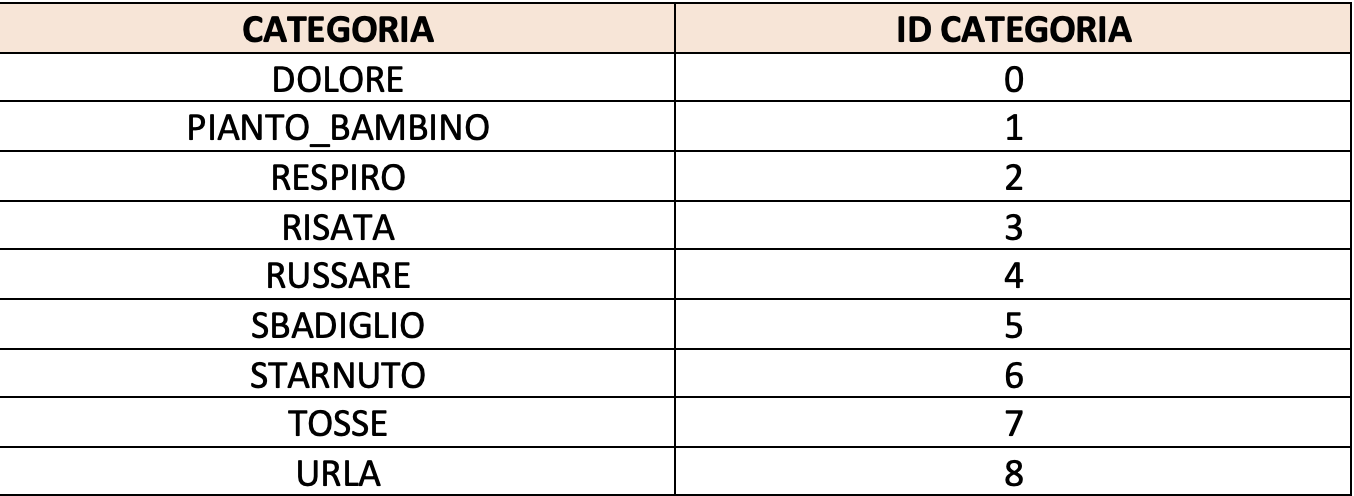 CATEGORIA ID CATEGORIA
DOLORE 0
PIANTO_BAMBINO 1
RESPIRO 2
RISATA 3
RUSSARE 4
SBADIGLIO 5
STARNUTO 6
TOSSE 7
URLA 8